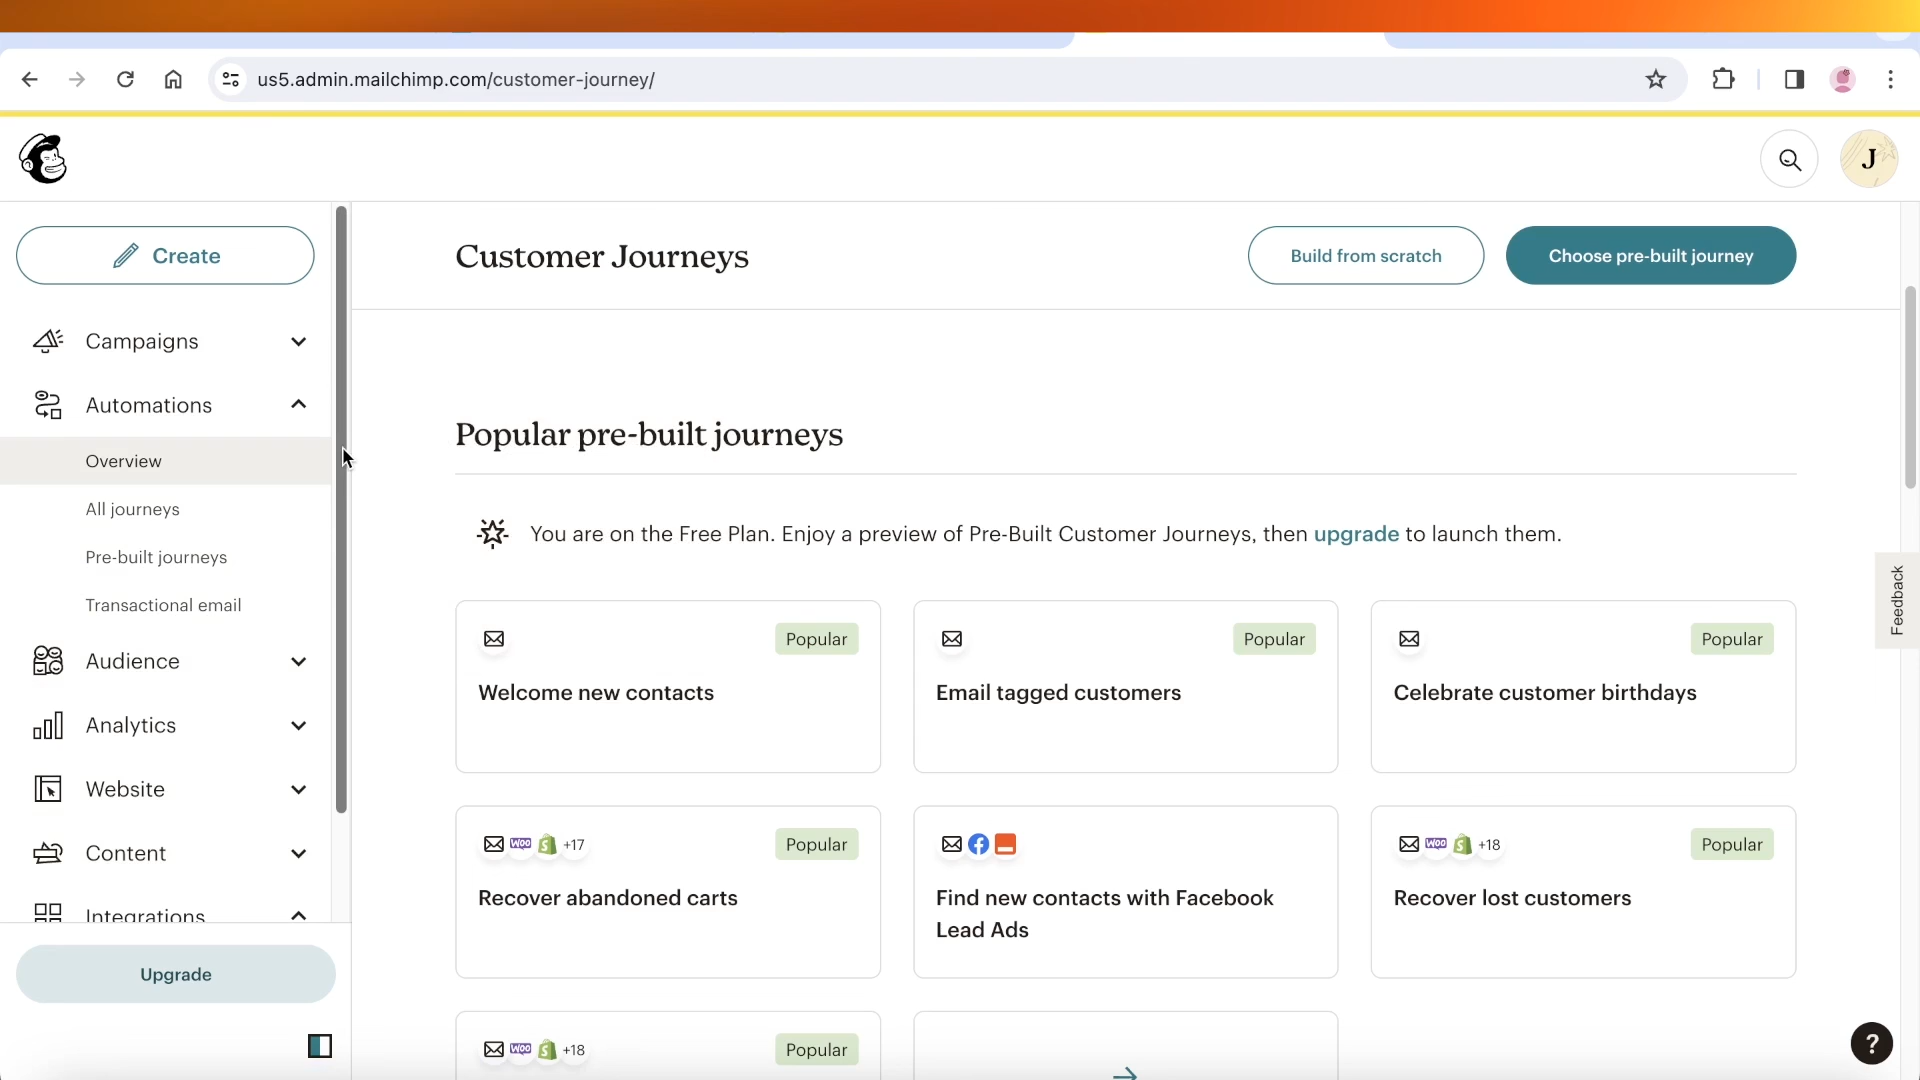 us5.admin.mailchimp.com/customer-journey/
J
Create
Campaigns
Automations
Overview
All journeys
Pre-built journeys
Transactional email
Audience
Analytics
Website
Content
Integrations
Upgrade
Customer Journeys
Build from scratch
Choose pre-built journey
Popular pre-built journeys
You are on the Free Plan. Enjoy a preview of Pre-Built Customer Journeys, then upgrade to launch them.
Popular
Welcome new contacts
Popular
Email tagged customers
Popular
Celebrate customer birthdays
Woo +17
Popular
Recover abandoned carts
Find new contacts with Facebook
Lead Ads
Woo +18
Popular
Recover lost customers
Woo +18
Popular
Feedback
?